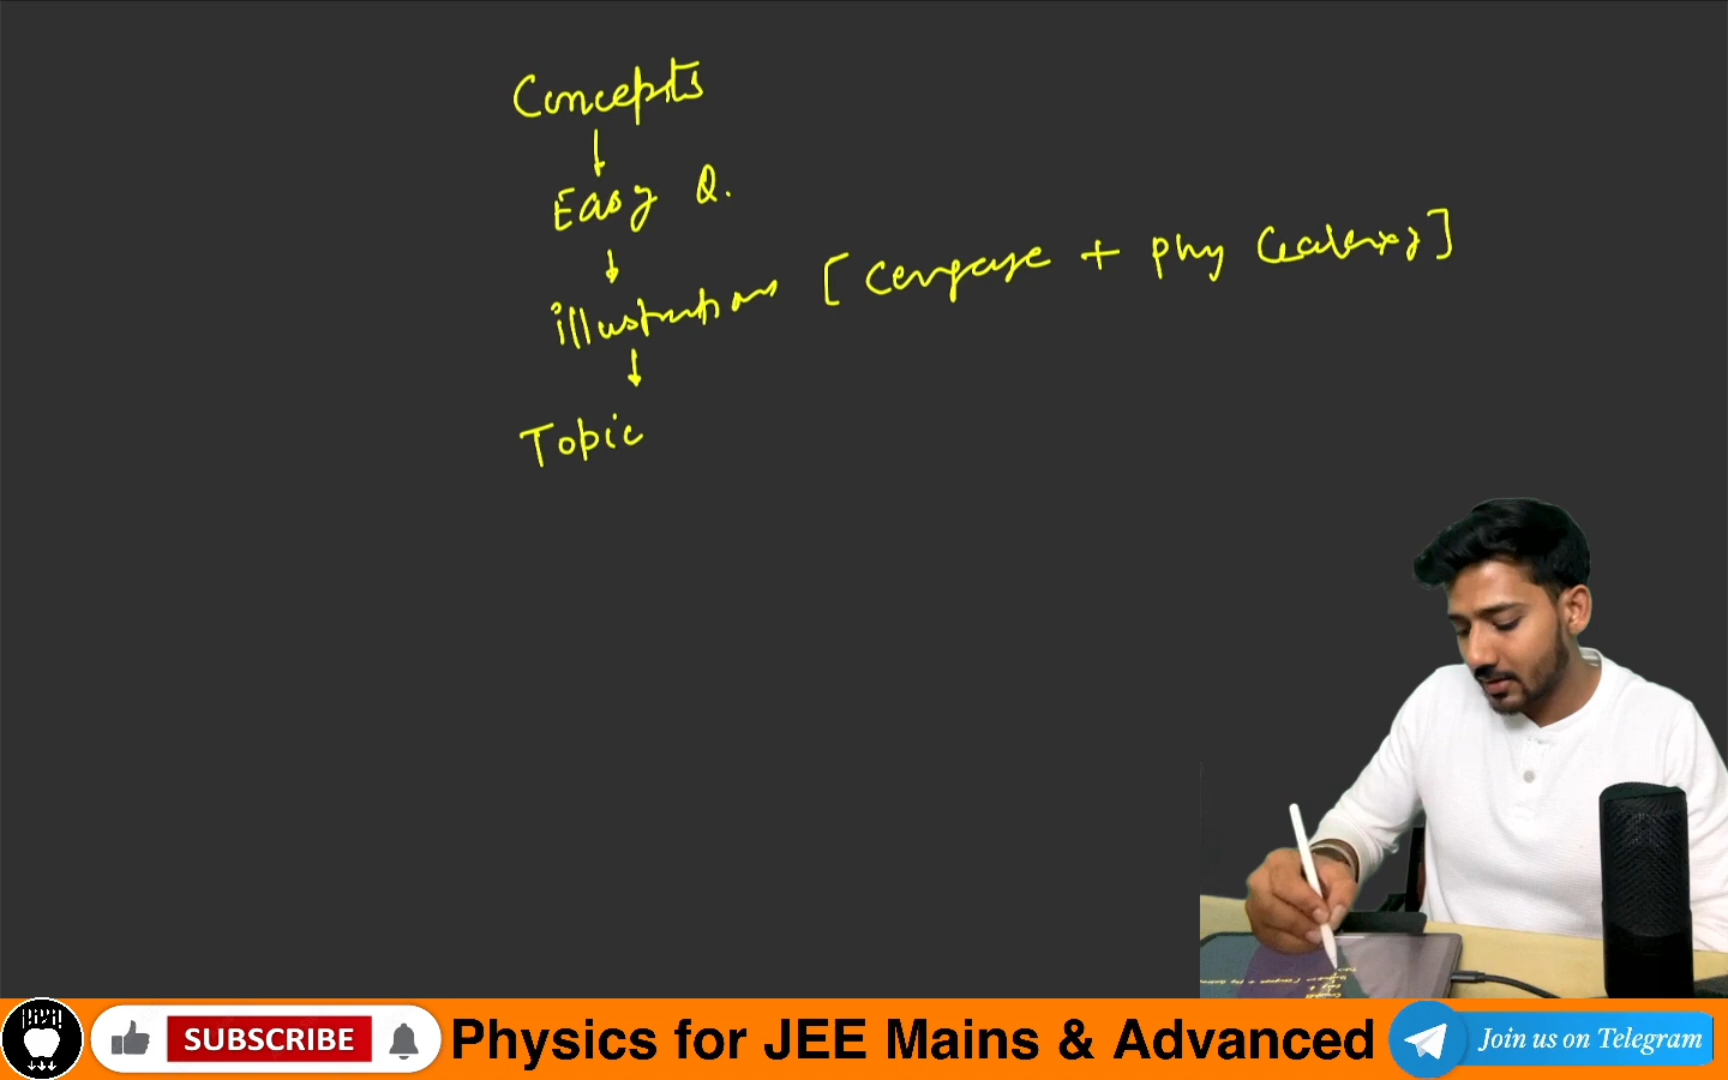 Concepts
Easy Q.
illustrations [Cengage + Phy Galaxy]
Topic
SUBSCRIBE
Physics for JEE Mains & Advanced
Join us on Telegram